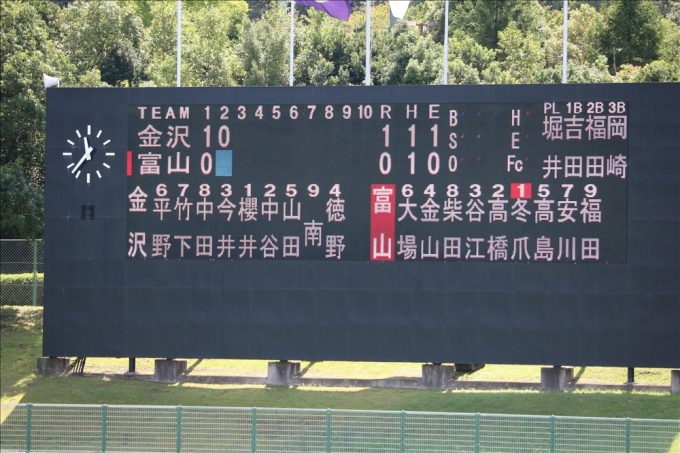 TEAM 1 2 3 4 5 6 7 8 9 10 R H E B H PL 1B 2B 3B
金沢 10 1 1 1 S E 堀 吉 福 岡
富山 0 0 1 0 O Fc 井 田 田 崎
6 7 8 3 1 2 5 9 4 6 4 8 3 2 1 5 7 9
金沢 平野 竹下 中田 今井 櫻井 中谷 山田 南 徳野 富山 大場 金山 柴田 谷江 高橋 冬爪 高島 安川 福田